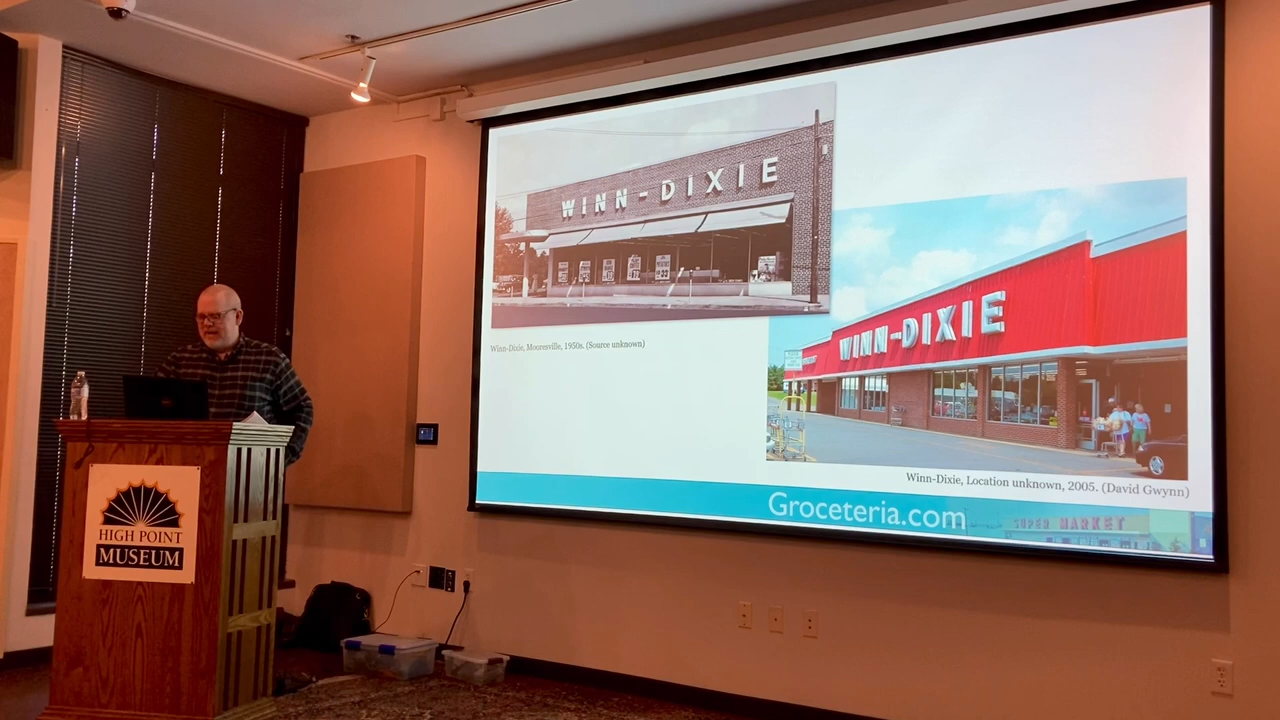 WINN-DIXIE
Winn-Dixie, Mooresville, 1950s. (Source unknown)
WINN-DIXIE
Winn-Dixie, Location unknown, 2005. (David Gwynn)
Groceteria.com
SUPER MARKET
HIGH POINT
MUSEUM